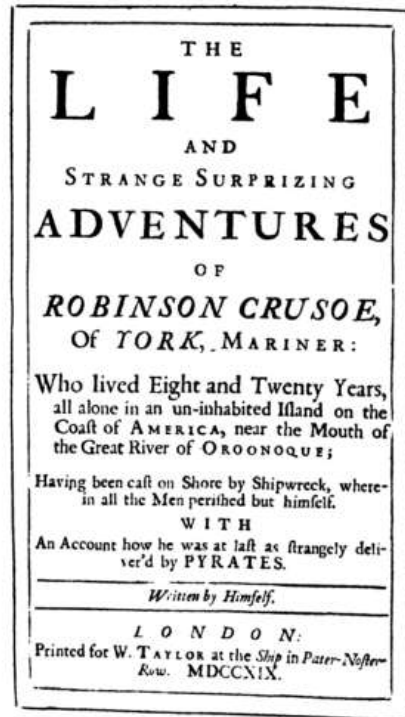 THE
LIFE
AND
STRANGE SURPRIZING
ADVENTURES
OF
ROBINSON CRUSOE,
Of YORK, MARINER:
Who lived Eight and Twenty Years,
all alone in an un-inhabited Iſland on the
Coaſt of AMERICA, near the Mouth of
the Great River of OROONOQUE;
Having been caſt on Shore by Shipwreck, where-
in all the Men periſhed but himſelf.
WITH
An Account how he was at laſt as ſtrangely deli-
ver'd by PYRATES.
Written by Himſelf.
LONDON:
Printed for W. TAYLOR at the Ship in Pater-Noſter-
Row. MDCCXIX.